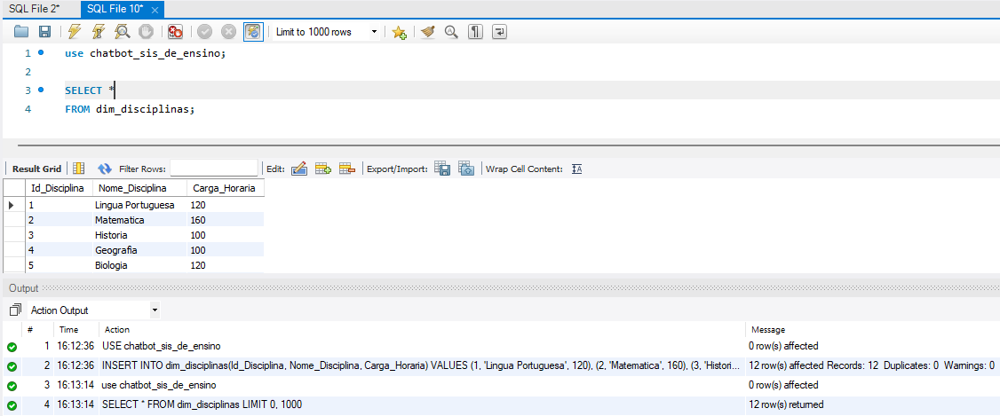 SQL File 2* SQL File 10* ×
Limit to 1000 rows
1 use chatbot_sis_de_ensino;
2
3 SELECT *
4 FROM dim_disciplinas;
Result Grid Filter Rows: Edit: Export/Import: Wrap Cell Content: IA
Id_Disciplina Nome_Disciplina Carga_Horaria
1 Lingua Portuguesa 120
2 Matematica 160
3 Historia 100
4 Geografia 100
5 Biologia 120
Output
Action Output
# Time Action Message
1 16:12:36 USE chatbot_sis_de_ensino 0 row(s) affected
2 16:12:36 INSERT INTO dim_disciplinas(Id_Disciplina, Nome_Disciplina, Carga_Horaria) VALUES (1, 'Lingua Portuguesa', 120), (2, 'Matematica', 160), (3, 'Histori... 12 row(s) affected Records: 12 Duplicates: 0 Warnings: 0
3 16:13:14 use chatbot_sis_de_ensino 0 row(s) affected
4 16:13:14 SELECT * FROM dim_disciplinas LIMIT 0, 1000 12 row(s) returned